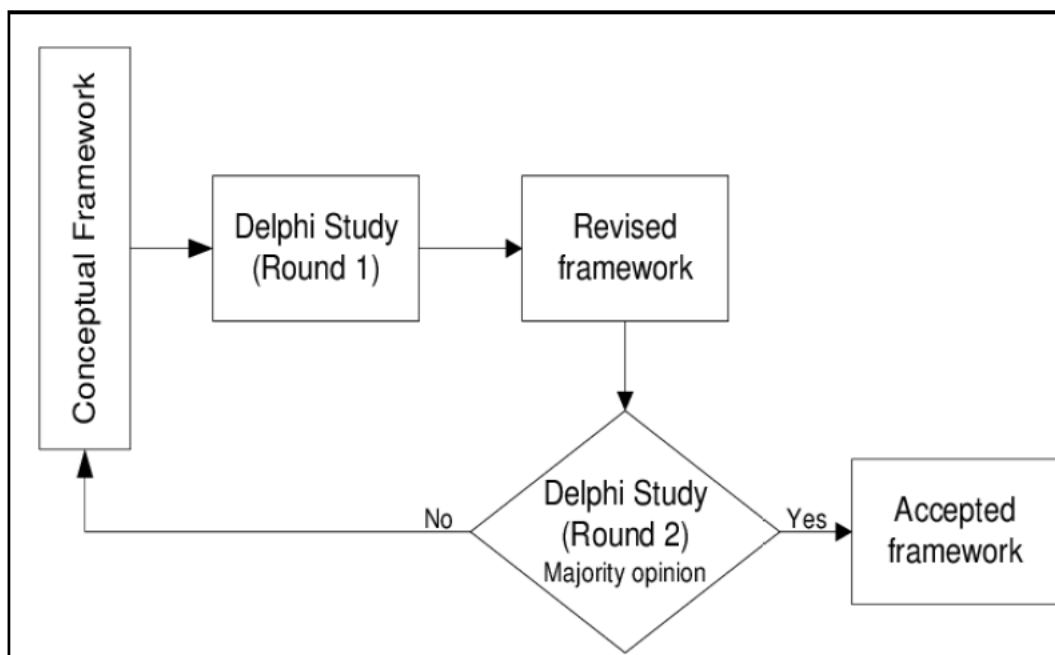 Conceptual Framework
Delphi Study
(Round 1)
Revised
framework
Delphi Study
(Round 2)
Majority opinion
No
Yes
Accepted
framework